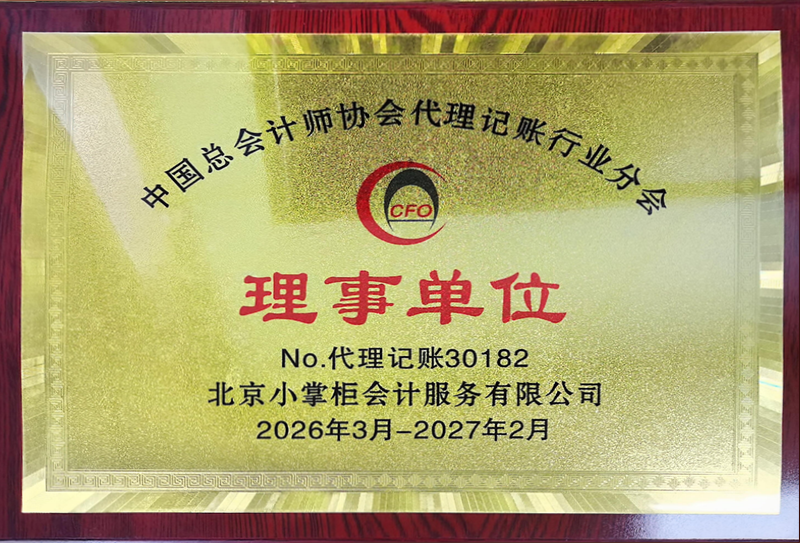 中国总会计师协会代理记账行业分会
CFO
理事单位
No.代理记账30182
北京小掌柜会计服务有限公司
2026年3月-2027年2月